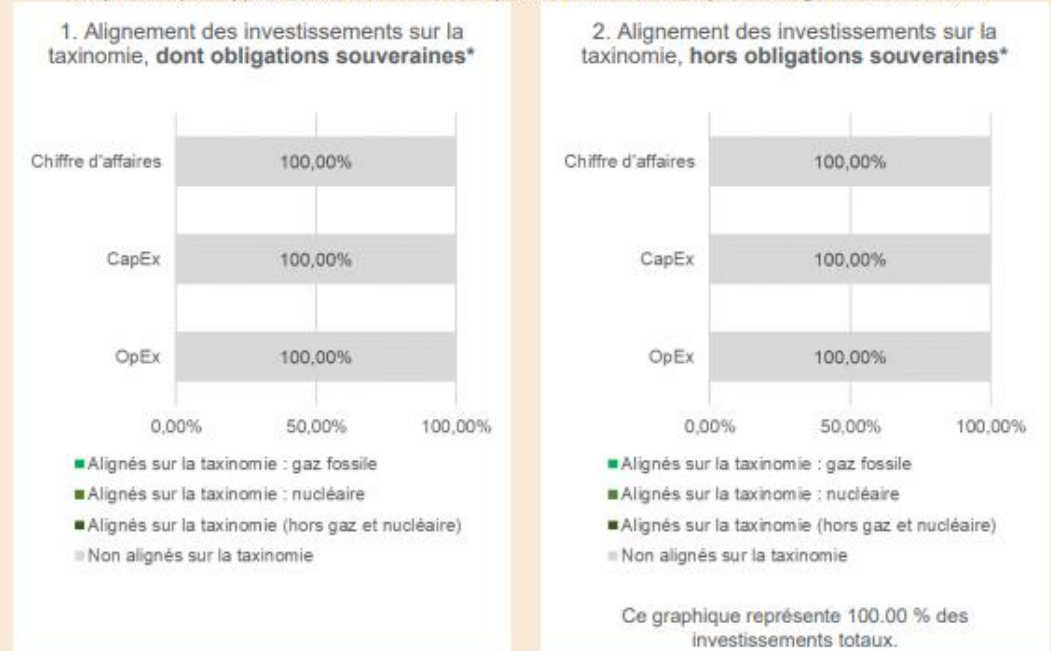 1. Alignement des investissements sur la
taxinomie, dont obligations souveraines*
Chiffre d'affaires
100,00%
CapEx
100,00%
OpEx
100,00%
0,00%
50,00%
100,00%
Alignés sur la taxinomie : gaz fossile
Alignés sur la taxinomie : nucléaire
Alignés sur la taxinomie (hors gaz et nucléaire)
Non alignés sur la taxinomie
2. Alignement des investissements sur la
taxinomie, hors obligations souveraines*
Chiffre d'affaires
100,00%
CapEx
100,00%
OpEx
100,00%
0,00%
50,00%
100,00%
Alignés sur la taxinomie : gaz fossile
Alignés sur la taxinomie : nucléaire
Alignés sur la taxinomie (hors gaz et nucléaire)
Non alignés sur la taxinomie
Ce graphique représente 100.00 % des
investissements totaux.